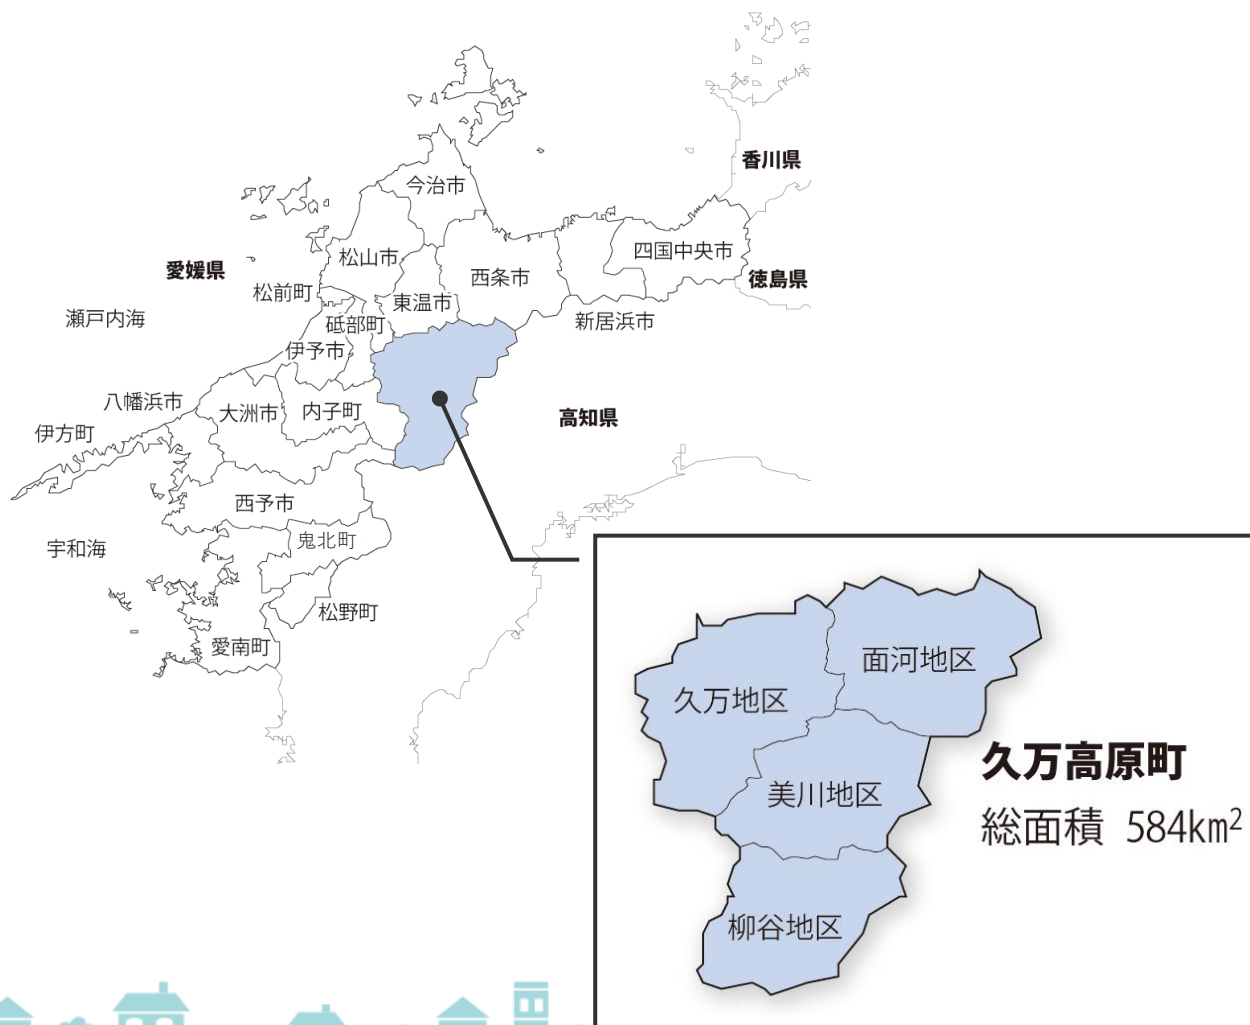 香川県
今治市
松山市
四国中央市
愛媛県
西条市
徳島県
松前町
東温市
瀬戸内海
砥部町
新居浜市
伊予市
八幡浜市
大洲市
内子町
高知県
伊方町
西予市
鬼北町
宇和海
松野町
愛南町
面河地区
久万地区
久万高原町
美川地区
総面積 584k㎡
柳谷地区